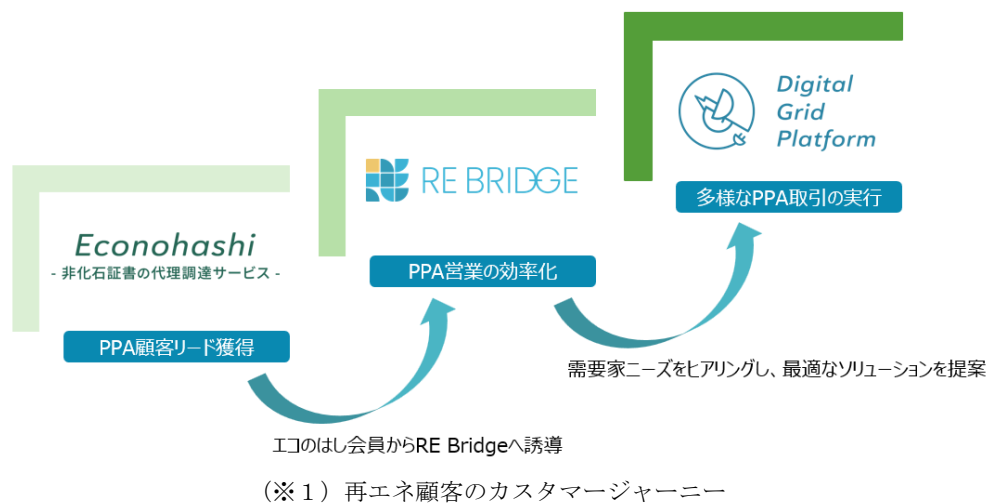 Econohashi
- 非化石証書の代理調達サービス -
PPA顧客リード獲得
エコのはし会員からRE Bridgeへ誘導
RE BRIDGE
PPA営業の効率化
需要家ニーズをヒアリングし、最適なソリューションを提案
Digital
Grid
Platform
多様なPPA取引の実行
(※１) 再エネ顧客のカスタマージャーニー